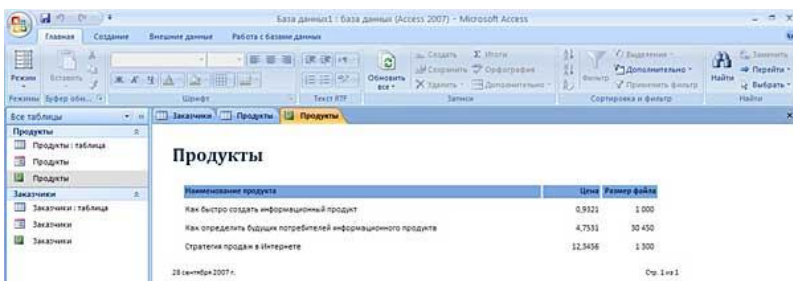 База данных1 : база данных (Access 2007) - Microsoft Access
Главная Создание Внешние данные Работа с базами данных
Режим
Вставить
Ж К Ч
Обновить все
Создать
Сохранить
Удалить
Итоги
Орфография
Дополнительно
Фильтр
Выделение
Дополнительно
Применить фильтр
Найти
Заменить
Перейти
Выбрать
Режимы Буфер обм... Шрифт Текст RTF Записи Сортировка и фильтр Найти
Все таблицы
Продукты
Продукты : таблица
Продукты
Продукты
Заказчики
Заказчики : таблица
Заказчики
Заказчики
Заказчики Продукты Продукты
Продукты
Наименование продукта Цена Размер файла
Как быстро создать информационный продукт 0,9321 1 000
Как определить будущих потребителей информационного продукта 4,7531 30 450
Стратегия продаж в Интернете 12,3456 1 300
28 сентября 2007 г. Стр. 1 из 1